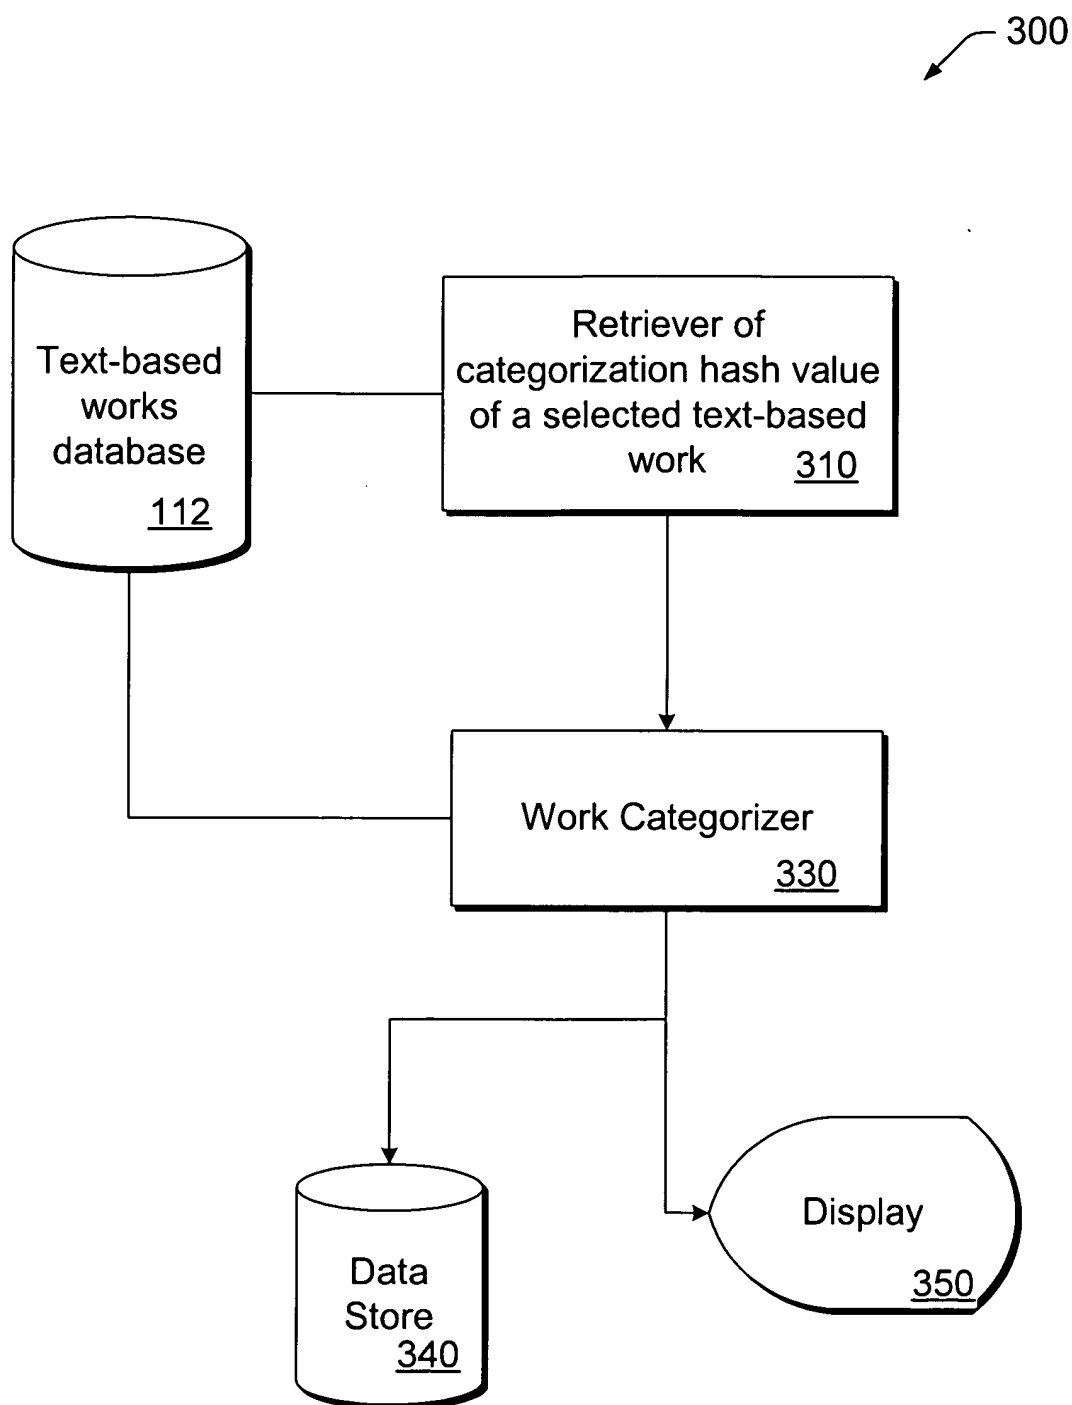 300
Text-based
works
database
112
Retriever of
categorization hash value
of a selected text-based
work
310
Work Categorizer
330
Data
Store
340
Display
350